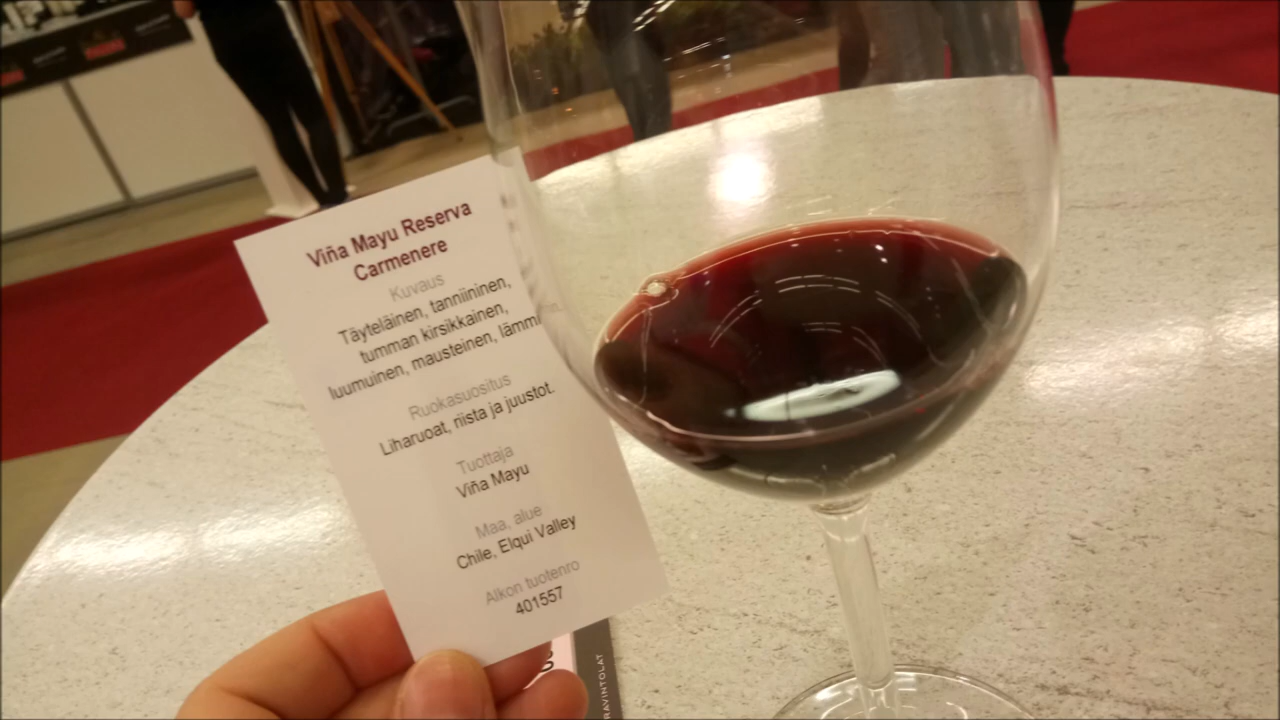 Viña Mayu Reserva
Carmenere
Kuvaus
Täyteläinen, tanniininen,
tumman kirsikkainen,
luumuinen, mausteinen,
Ruokasuositus
Liharuoat, riista ja juustot.
Tuottaja
Viña Mayu
Maa, alue
Chile, Elqui Valley
Alkon tuotenro
401557
RAVINTOLAT